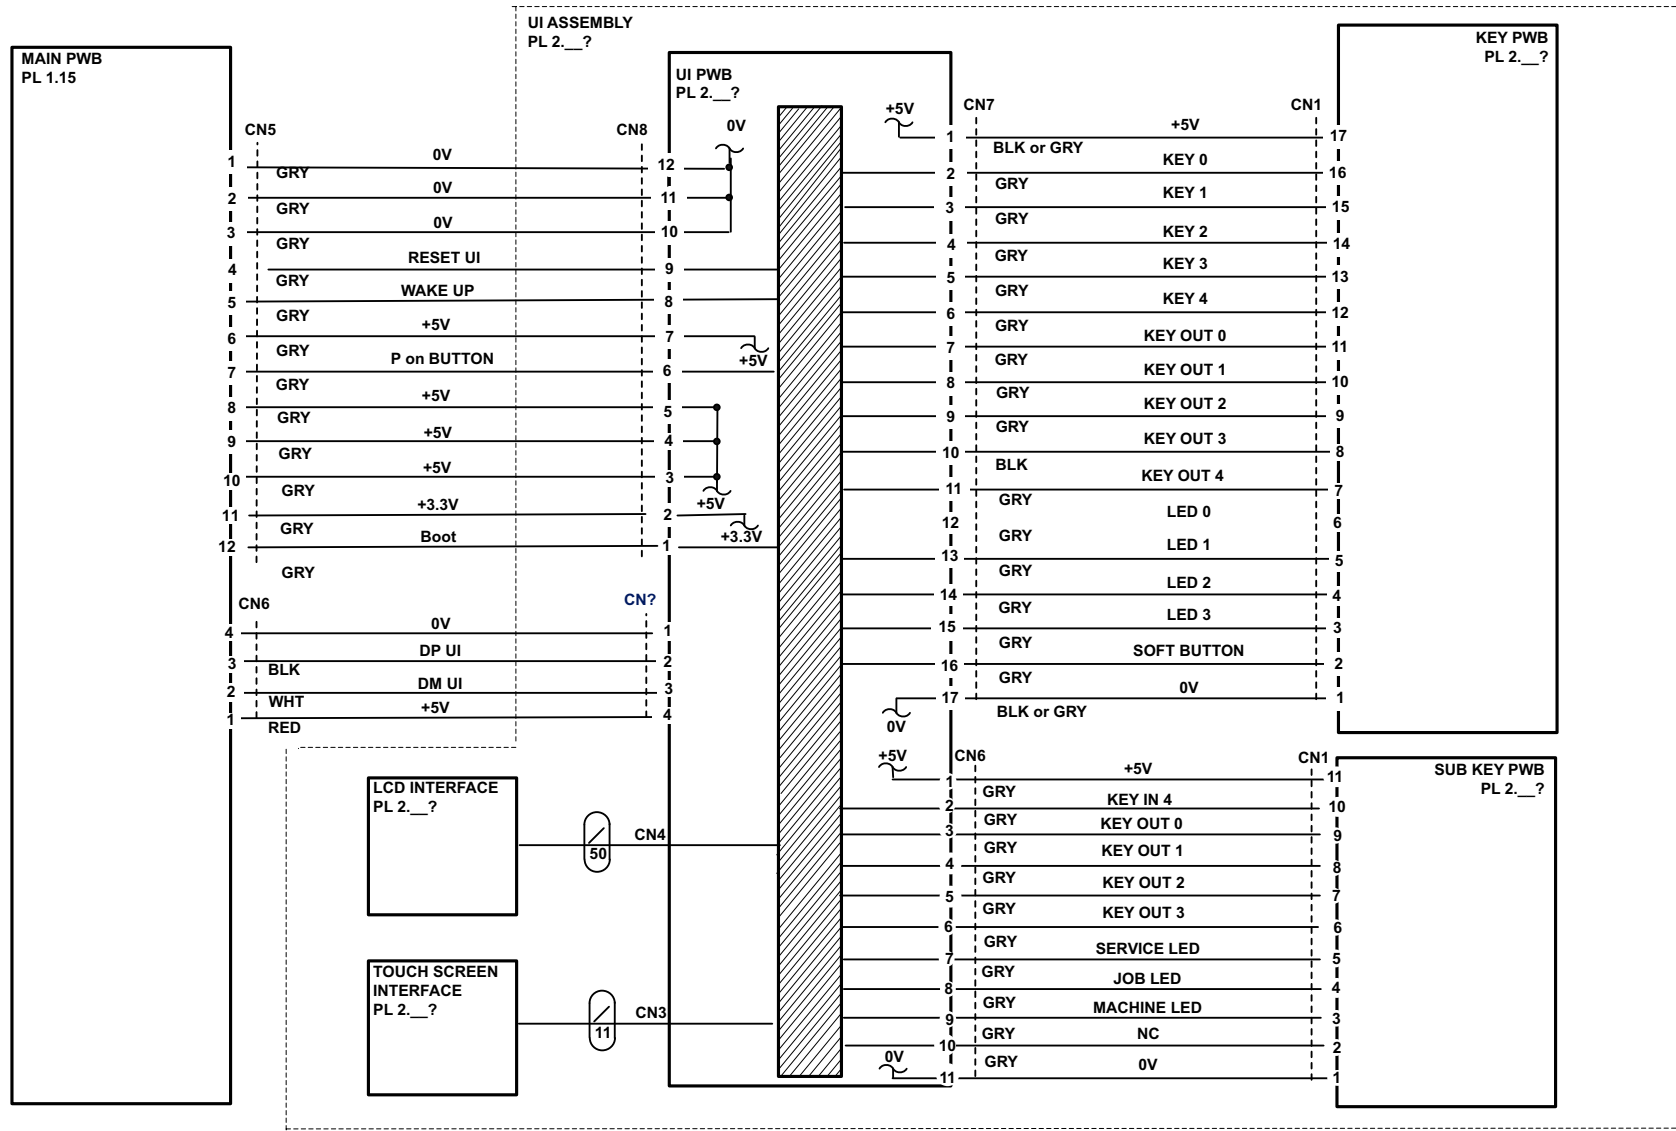 UI ASSEMBLY
PL 2.__?
MAIN PWB
PL 1.15
UI PWB
PL 2.__?
KEY PWB
PL 2.__?
CN5
CN8
0V
1 0V 12
GRY
2 0V 11
GRY
3 0V 10
GRY
4 RESET UI 9
GRY
5 WAKE UP 8
GRY
6 +5V 7
GRY
+5V
7 P on BUTTON 6
GRY
8 +5V 5
GRY
9 +5V 4
GRY
10 +5V 3
GRY
+5V
11 +3.3V 2
GRY
+3.3V
12 Boot 1
GRY
CN6
CN?
4 0V 1
3 DP UI 2
BLK
2 DM UI 3
WHT
1 +5V 4
RED
CN7
CN1
+5V
1 +5V 17
BLK or GRY
2 KEY 0 16
GRY
3 KEY 1 15
GRY
4 KEY 2 14
GRY
5 KEY 3 13
GRY
6 KEY 4 12
GRY
7 KEY OUT 0 11
GRY
8 KEY OUT 1 10
GRY
9 KEY OUT 2 9
GRY
10 KEY OUT 3 8
BLK
11 KEY OUT 4 7
GRY
12 LED 0 6
GRY
13 LED 1 5
GRY
14 LED 2 4
GRY
15 LED 3 3
GRY
16 SOFT BUTTON 2
GRY
17 0V 1
0V
BLK or GRY
LCD INTERFACE
PL 2.__?
50
CN4
TOUCH SCREEN
INTERFACE
PL 2.__?
11
CN3
SUB KEY PWB
PL 2.__?
+5V
CN6
CN1
1 +5V 11
GRY
2 KEY IN 4 10
GRY
3 KEY OUT 0 9
GRY
4 KEY OUT 1 8
GRY
5 KEY OUT 2 7
GRY
6 KEY OUT 3 6
GRY
7 SERVICE LED 5
GRY
8 JOB LED 4
GRY
9 MACHINE LED 3
GRY
10 NC 2
GRY
0V
11 0V 1